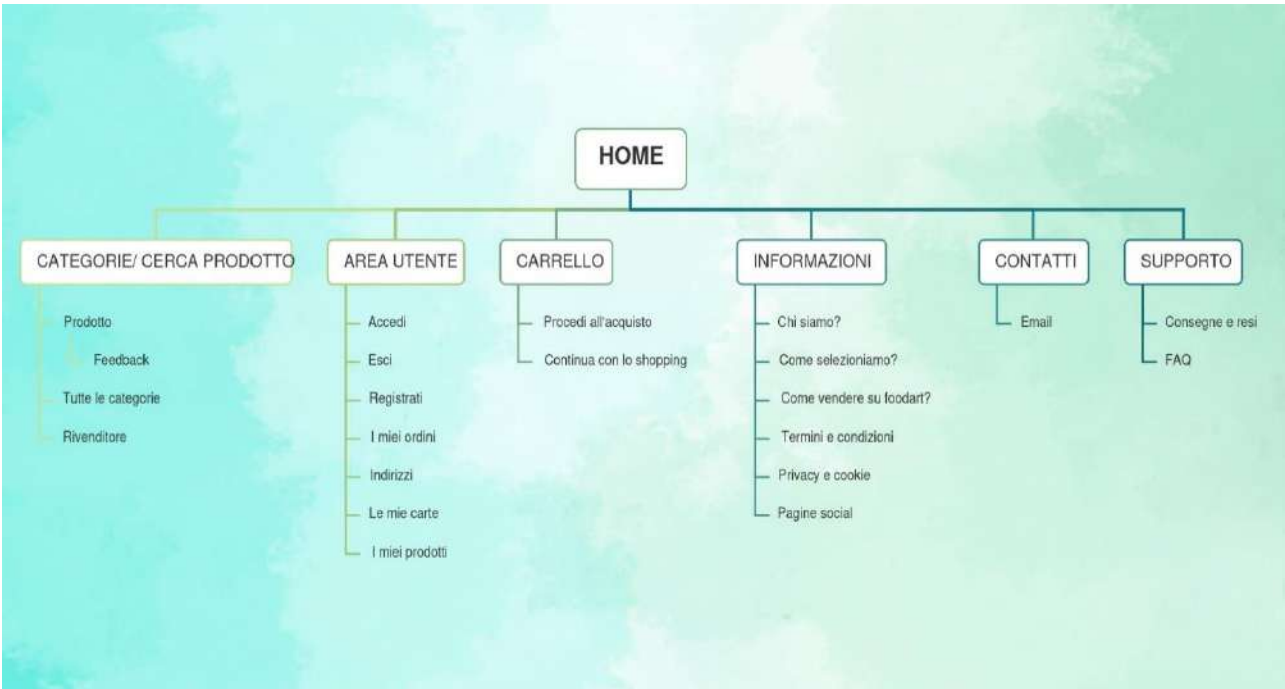 HOME
CATEGORIE/ CERCA PRODOTTO
Prodotto
Feedback
Tutte le categorie
Rivenditore
AREA UTENTE
Accedi
Esci
Registrati
I miei ordini
Indirizzi
Le mie carte
I miei prodotti
CARRELLO
Procedi all'acquisto
Continua con lo shopping
INFORMAZIONI
Chi siamo?
Come selezioniamo?
Come vendere su foodart?
Termini e condizioni
Privacy e cookie
Pagine social
CONTATTI
Email
SUPPORTO
Consegne e resi
FAQ